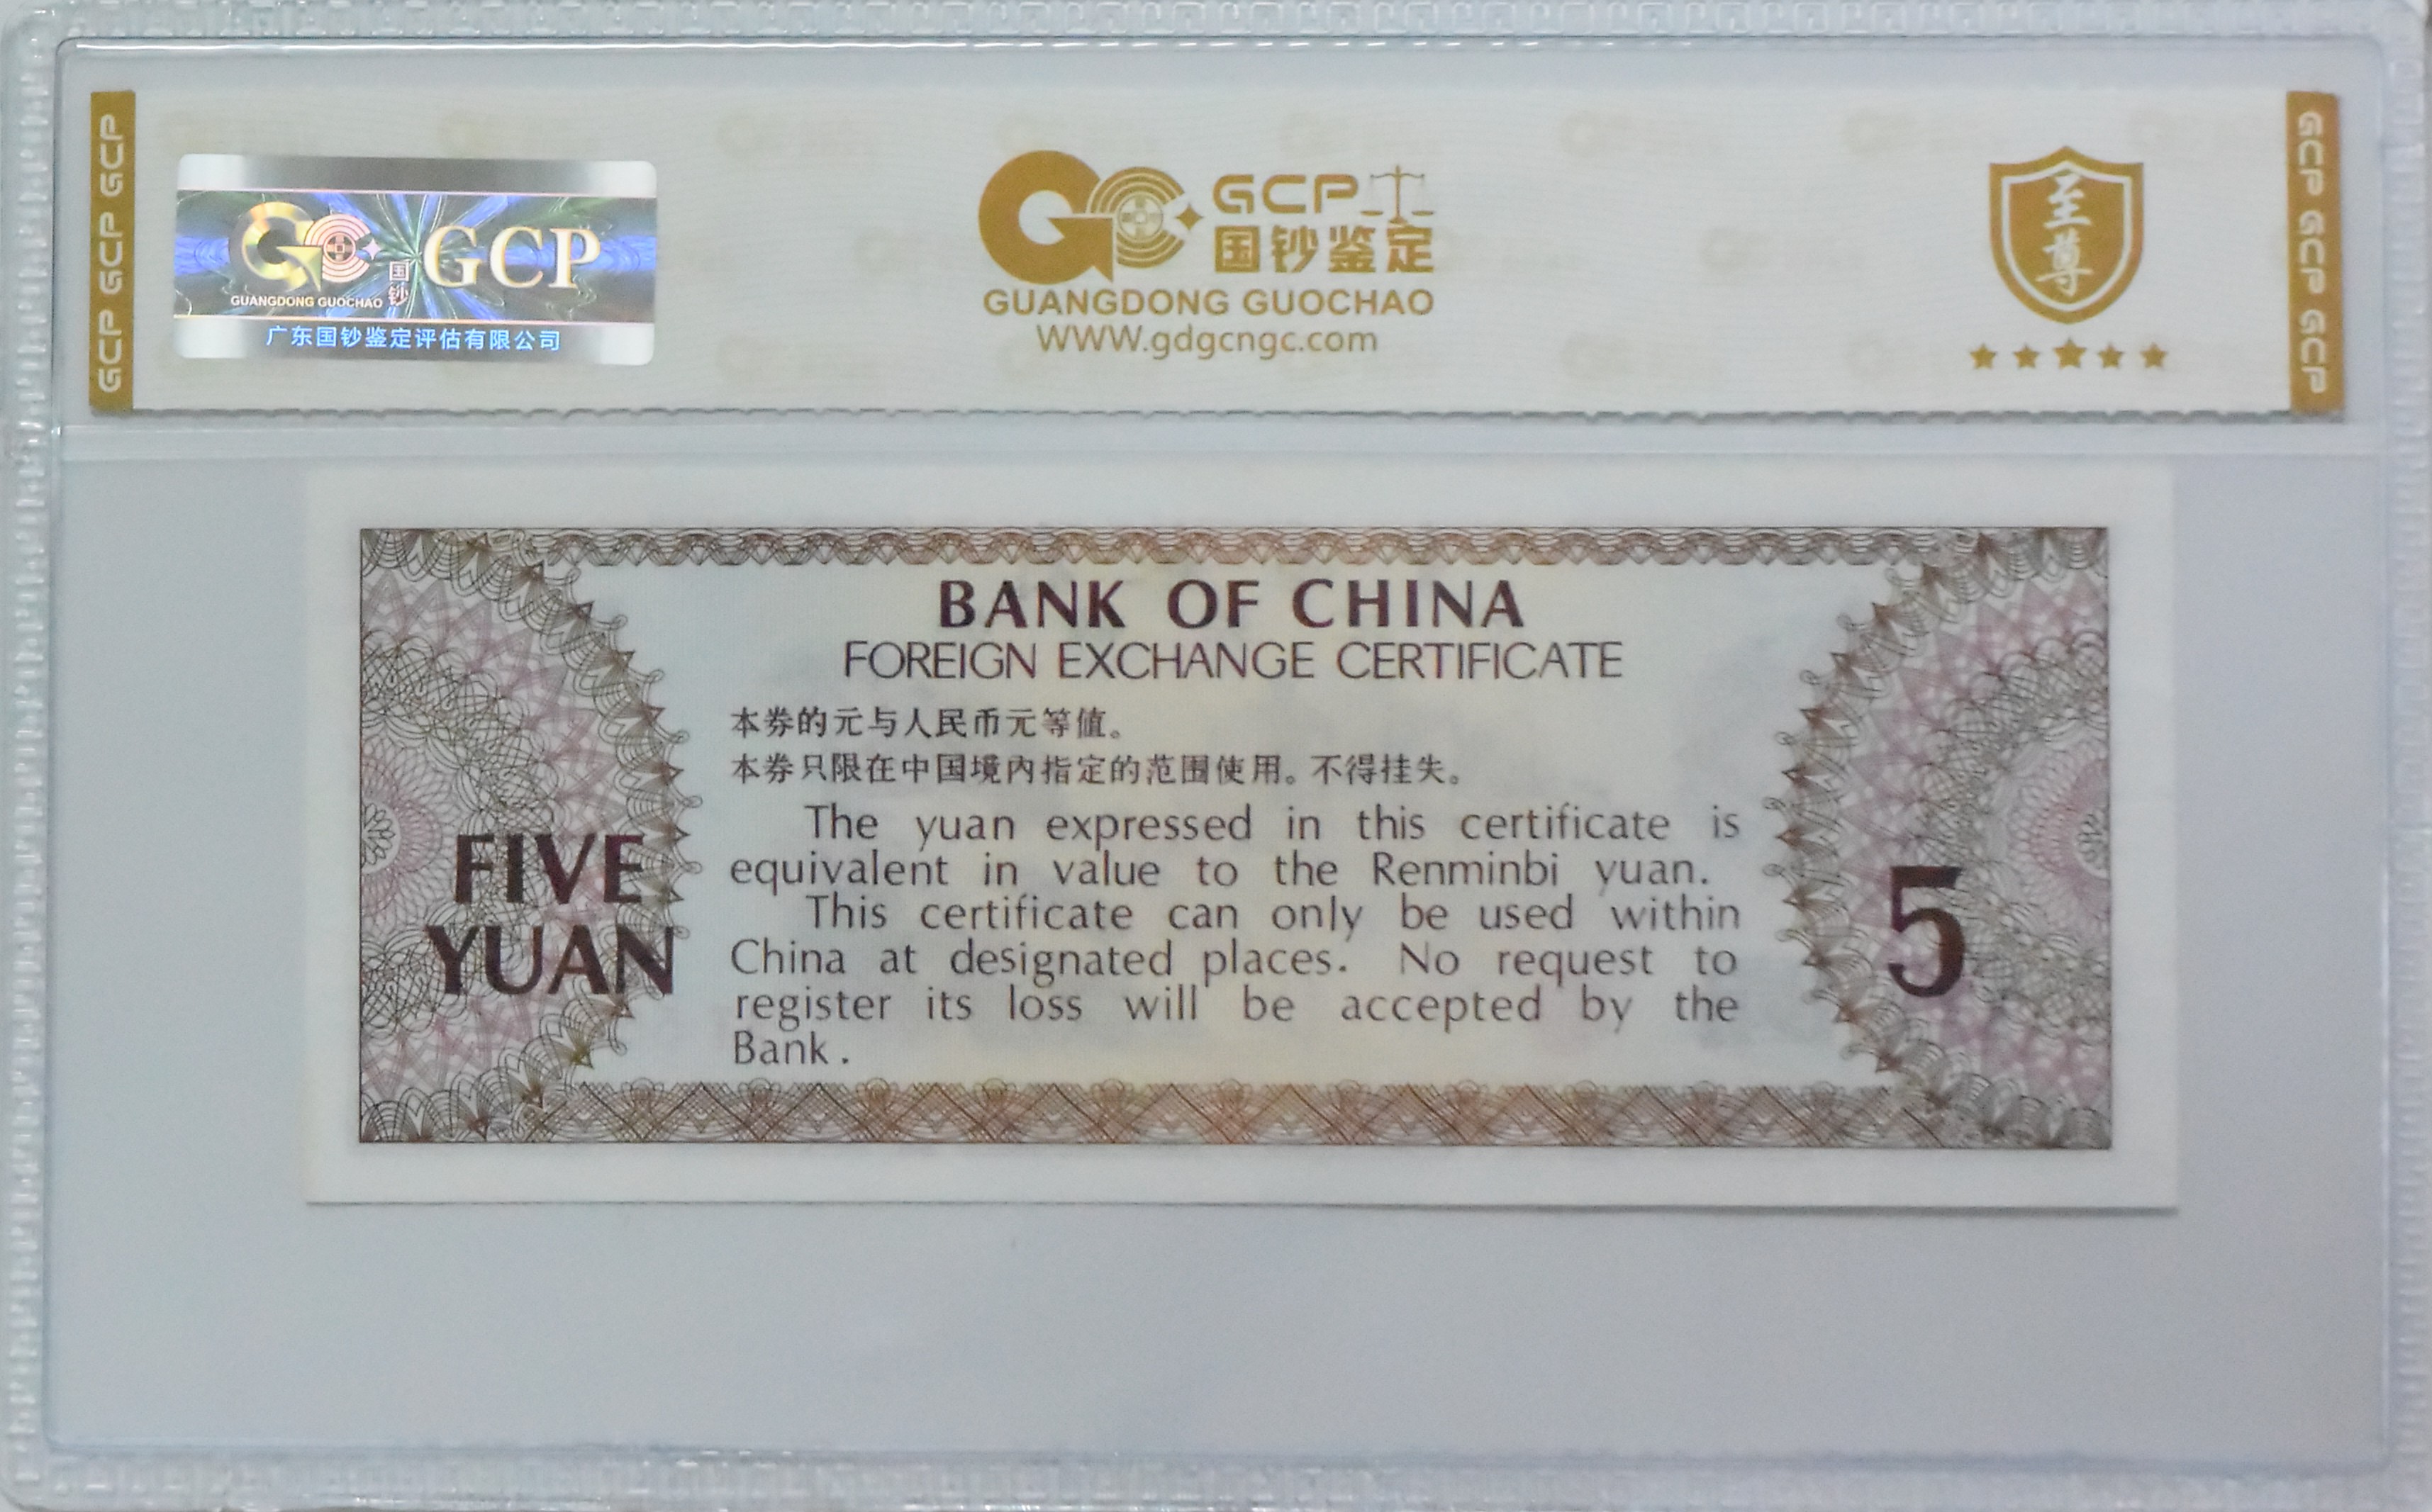 GCP GCP GCP
GCP
国钞
GUANGDONG GUOCHAO
广东国钞鉴定评估有限公司
GCP
国钞鉴定
GUANGDONG GUOCHAO
WWW.gdgcngc.com
至尊
GCP GCP GCP
BANK OF CHINA
FOREIGN EXCHANGE CERTIFICATE
本券的元与人民币元等值。
本券只限在中国境内指定的范围使用。不得挂失。
The yuan expressed in this certificate is
equivalent in value to the Renminbi yuan.
This certificate can only be used within
China at designated places. No request to
register its loss will be accepted by the
Bank.
FIVE
YUAN
5